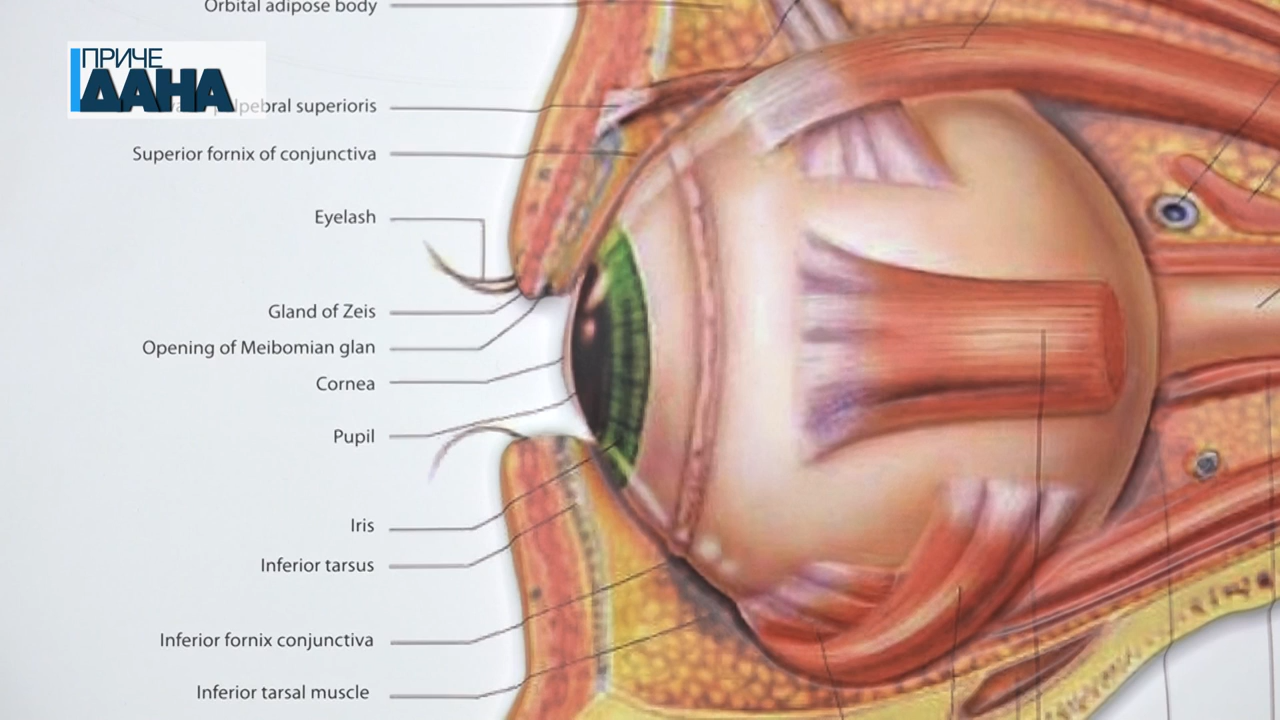 Orbital adipose body
ПРИЧЕ
ДАНА
superioris
Superior fornix of conjunctiva
Eyelash
Gland of Zeis
Opening of Meibomian glan
Cornea
Pupil
Iris
Inferior tarsus
Inferior fornix conjunctiva
Inferior tarsal muscle